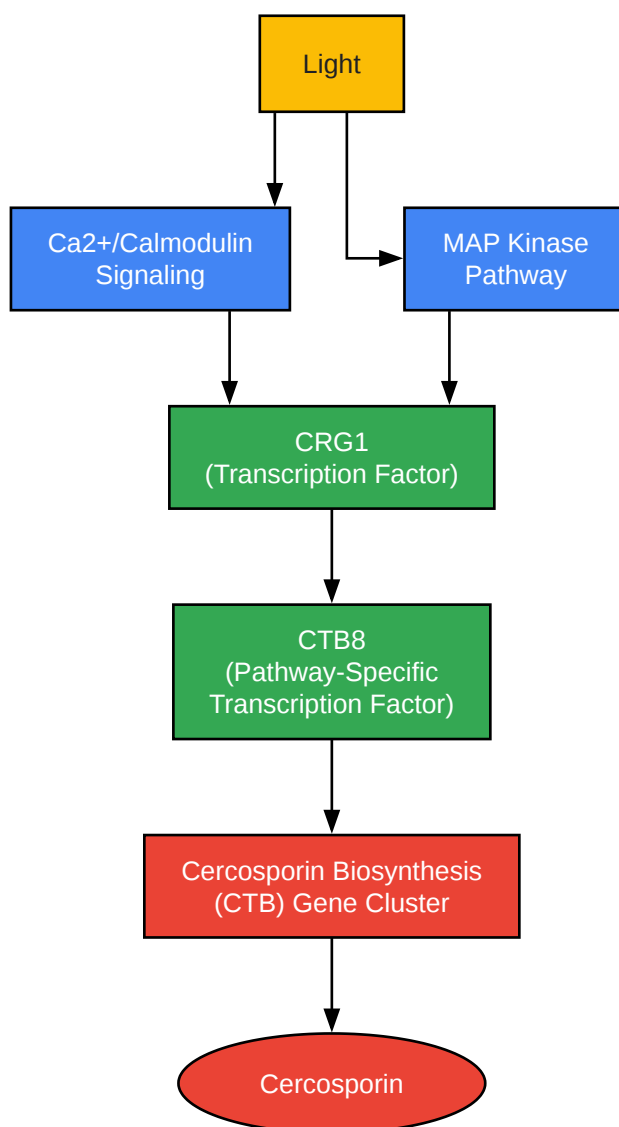 Light
Ca2+/Calmodulin
Signaling
MAP Kinase
Pathway
CRG1
(Transcription Factor)
CTB8
(Pathway-Specific
Transcription Factor)
Cercosporin Biosynthesis
(CTB) Gene Cluster
Cercosporin